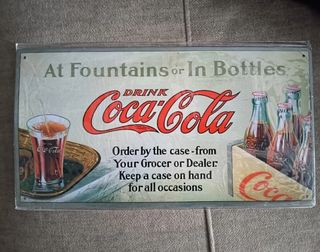 At Fountains or In Bottles
DRINK
Coca-Cola
Order by the case - from
Your Grocer or Dealer.
Keep a case on hand
for all occasions
Coca